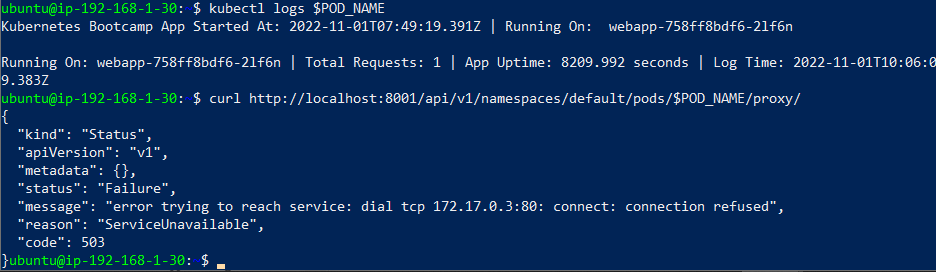 ubuntu@ip-192-168-1-30: $ kubectl logs $POD_NAME
Kubernetes Bootcamp App Started At: 2022-11-01T07:49:19.391Z | Running On:  webapp-758ff8bdf6-2lf6n

Running On: webapp-758ff8bdf6-2lf6n | Total Requests: 1 | App Uptime: 8209.992 seconds | Log Time: 2022-11-01T10:06:0
9.383Z
ubuntu@ip-192-168-1-30: $ curl http://localhost:8001/api/v1/namespaces/default/pods/$POD_NAME/proxy/
{
  "kind": "Status",
  "apiVersion": "v1",
  "metadata": {},
  "status": "Failure",
  "message": "error trying to reach service: dial tcp 172.17.0.3:80: connect: connection refused",
  "reason": "ServiceUnavailable",
  "code": 503
}ubuntu@ip-192-168-1-30: $